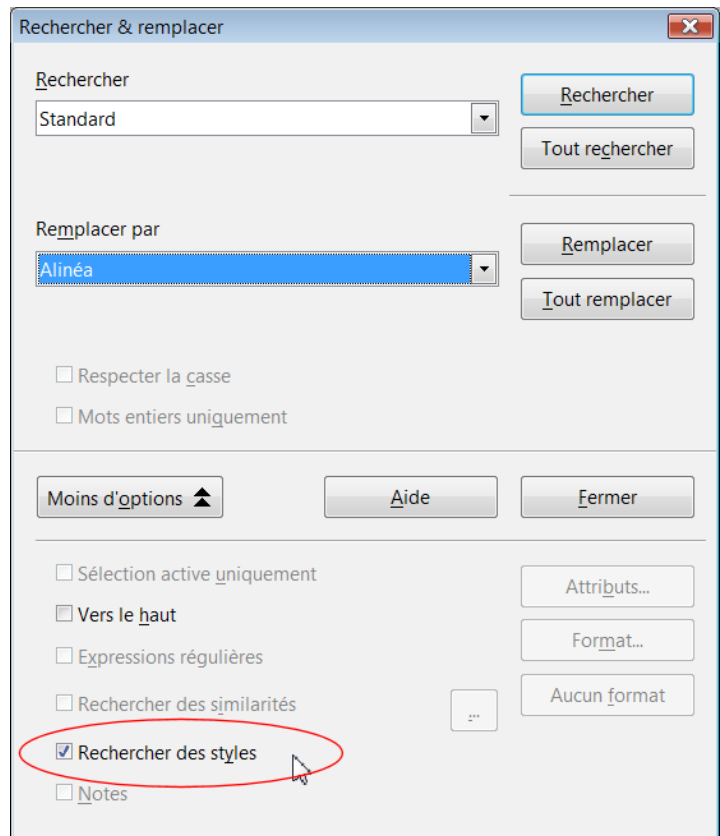 Rechercher & remplacer
Rechercher
Standard
Rechercher
Tout rechercher
Remplacer par
Alinéa
Remplacer
Tout remplacer
Respecter la casse
Mots entiers uniquement
Moins d'options
Aide
Fermer
Sélection active uniquement
Attributs...
Vers le haut
Format...
Expressions régulières
Rechercher des similarités
...
Aucun format
Rechercher des styles
Notes